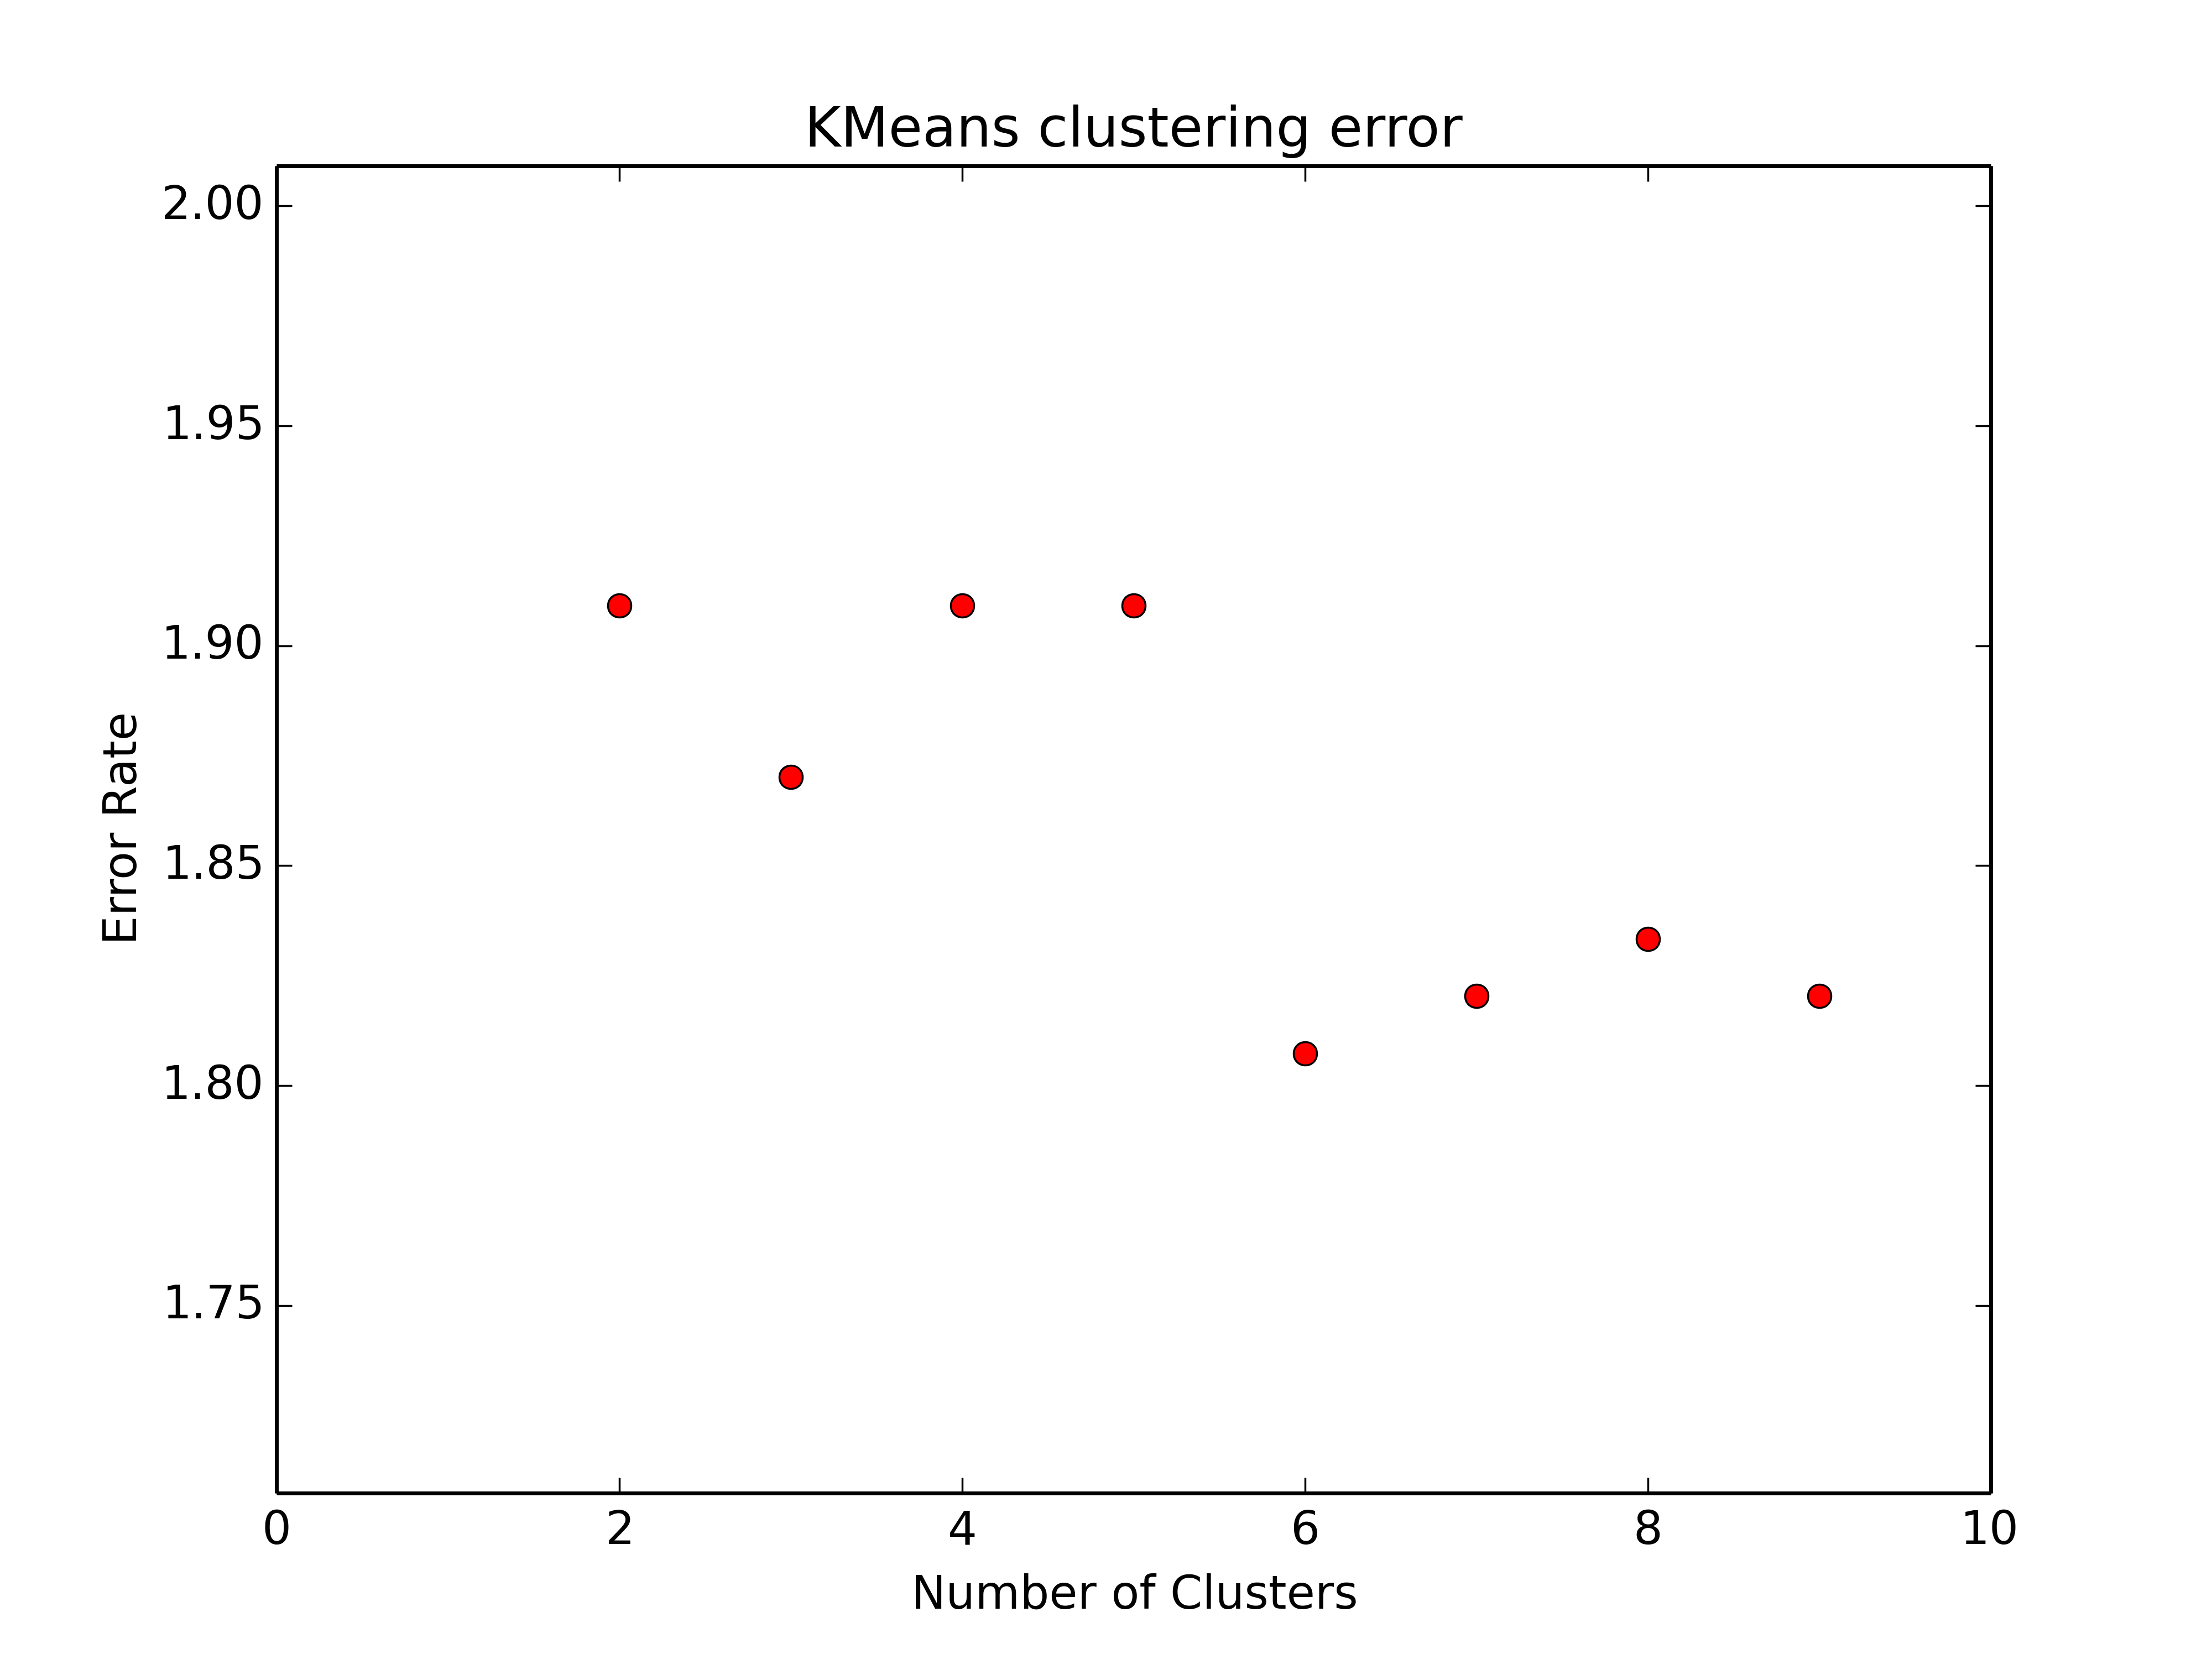 KMeans clustering error
2.00
1.95
1.90
1.85
1.80
1.75
Error Rate
0 2 4 6 8 10
Number of Clusters